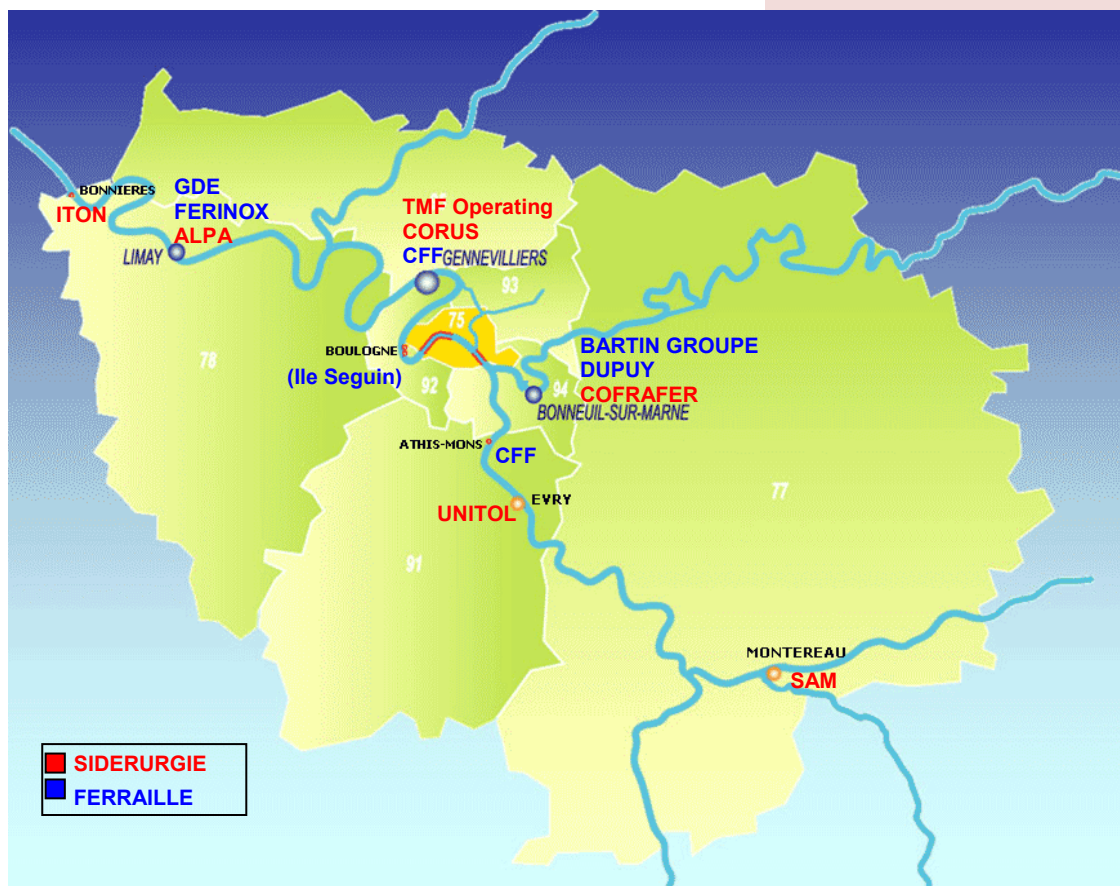 BONNIERES
ITON
GDE
FERINOX
ALPA
LIMAY
TMF Operating
CORUS
CFF GENNEVILLIERS
93
75
BOULOGNE
(Ile Seguin)
78
92
BARTIN GROUPE
DUPUY
94 COFRAFER
BONNEUIL-SUR-MARNE
ATHIS-MONS
CFF
EVRY
UNITOL
77
91
MONTEREAU
SAM
SIDERURGIE
FERRAILLE